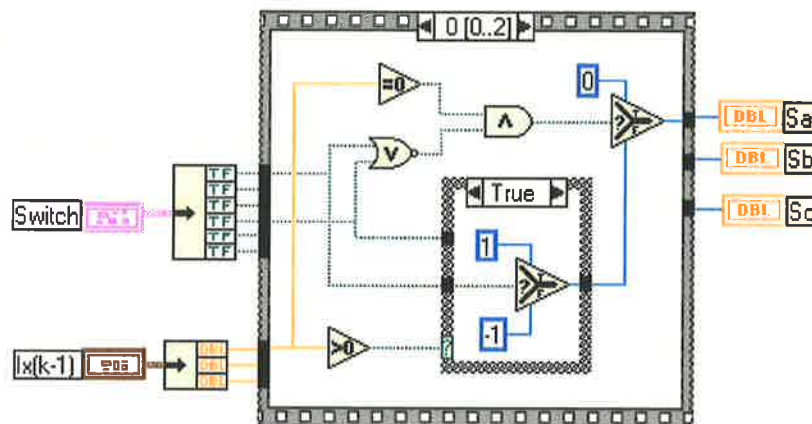 0 [0..2]
=0
0
DBL Sa
?
T
F
^
TF
V
DBL Sb
TF
TF
True
Switch
TF
DBL
TF
1
TF
?
T
F
-1
>0
?
Ix(k-1)
DBL
DBL
DBL